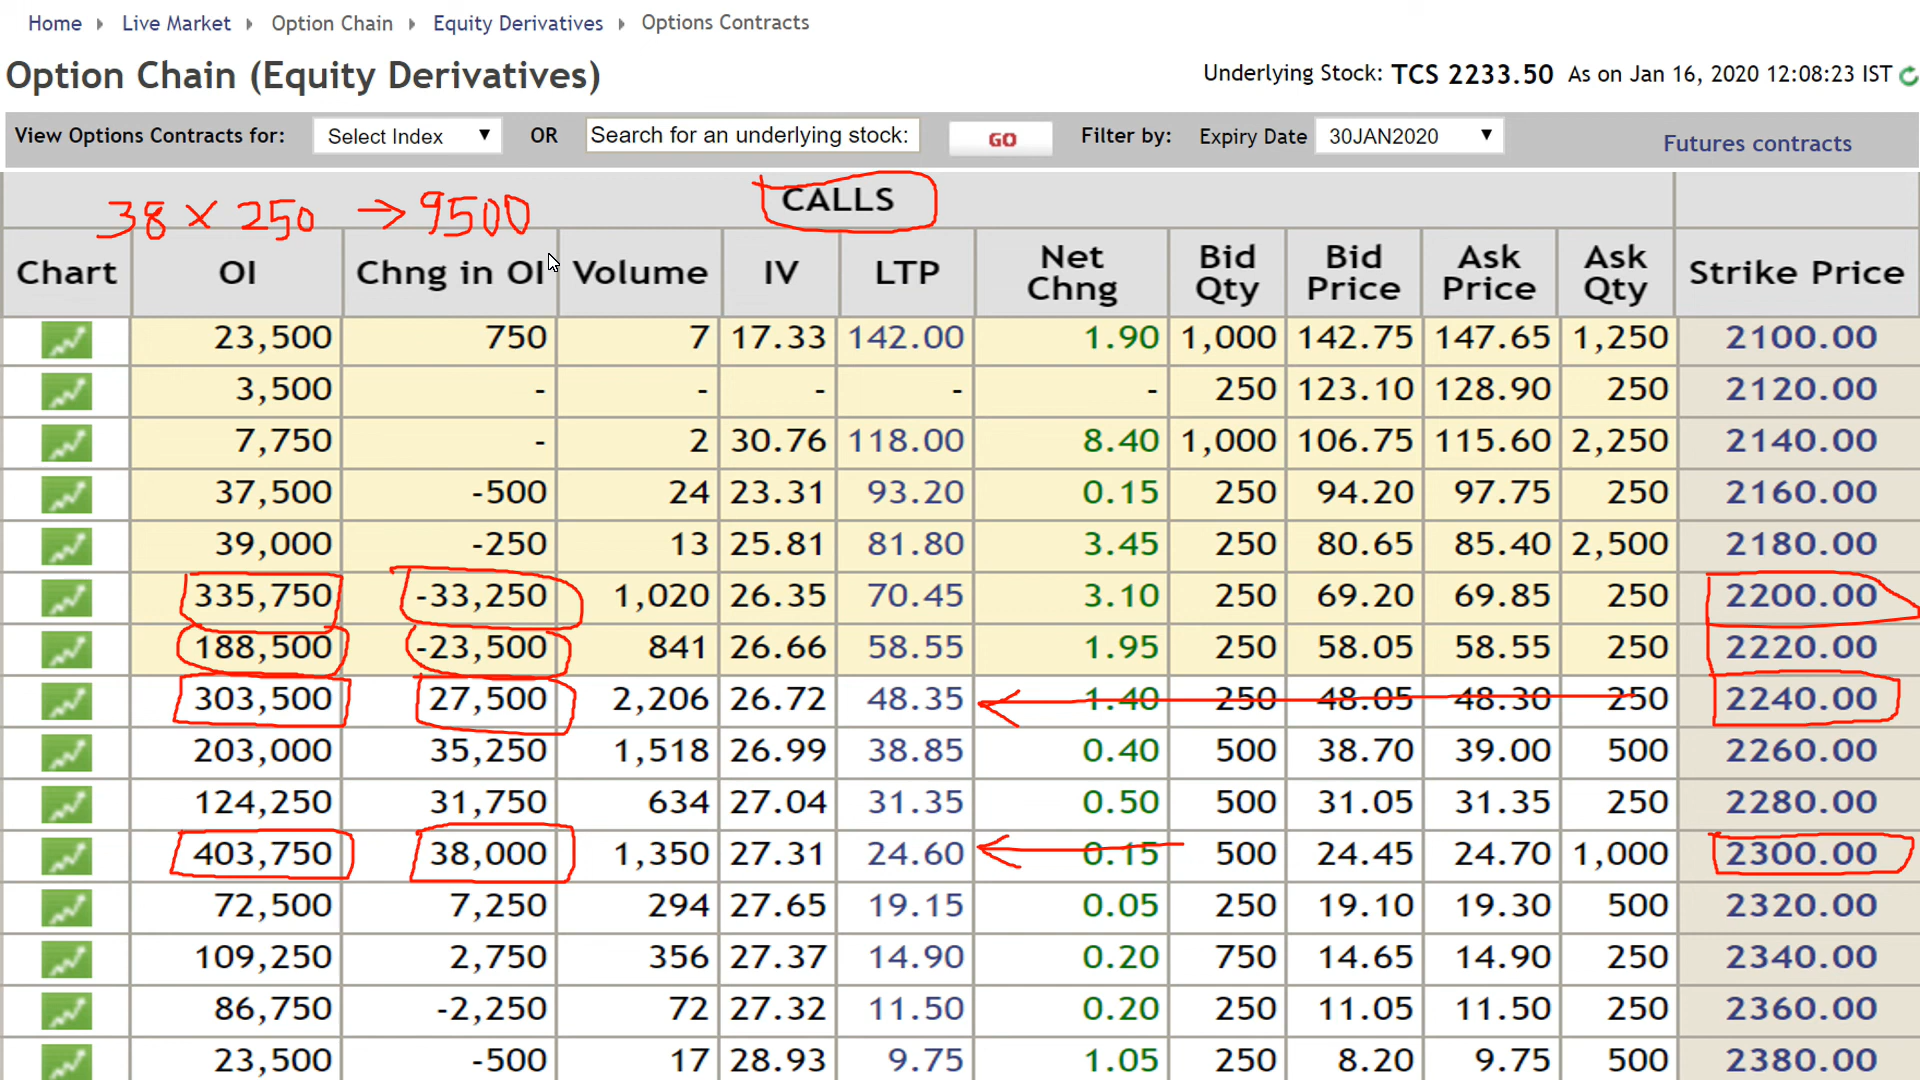 Home Live Market Option Chain Equity Derivatives Options Contracts
Option Chain (Equity Derivatives)
Underlying Stock: TCS 2233.50 As on Jan 16, 2020 12:08:23 IST
View Options Contracts for: Select Index OR Search for an underlying stock: GO Filter by: Expiry Date 30JAN2020 Futures contracts
38 × 250 → 9500
CALLS
Chart OI Chng in OI Volume IV LTP Net Chng Bid Qty Bid Price Ask Price Ask Qty Strike Price
23,500 750 7 17.33 142.00 1.90 1,000 142.75 147.65 1,250 2100.00
3,500 - - - - - 250 123.10 128.90 250 2120.00
7,750 - 2 30.76 118.00 8.40 1,000 106.75 115.60 2,250 2140.00
37,500 -500 24 23.31 93.20 0.15 250 94.20 97.75 250 2160.00
39,000 -250 13 25.81 81.80 3.45 250 80.65 85.40 2,500 2180.00
335,750 -33,250 1,020 26.35 70.45 3.10 250 69.20 69.85 250 2200.00
188,500 -23,500 841 26.66 58.55 1.95 250 58.05 58.55 250 2220.00
303,500 27,500 2,206 26.72 48.35 1.40 250 48.05 48.30 250 2240.00
203,000 35,250 1,518 26.99 38.85 0.40 500 38.70 39.00 500 2260.00
124,250 31,750 634 27.04 31.35 0.50 500 31.05 31.35 250 2280.00
403,750 38,000 1,350 27.31 24.60 0.15 500 24.45 24.70 1,000 2300.00
72,500 7,250 294 27.65 19.15 0.05 250 19.10 19.30 500 2320.00
109,250 2,750 356 27.37 14.90 0.20 750 14.65 14.90 250 2340.00
86,750 -2,250 72 27.32 11.50 0.20 250 11.05 11.50 250 2360.00
23,500 -500 17 28.93 9.75 1.05 250 8.20 9.75 500 2380.00